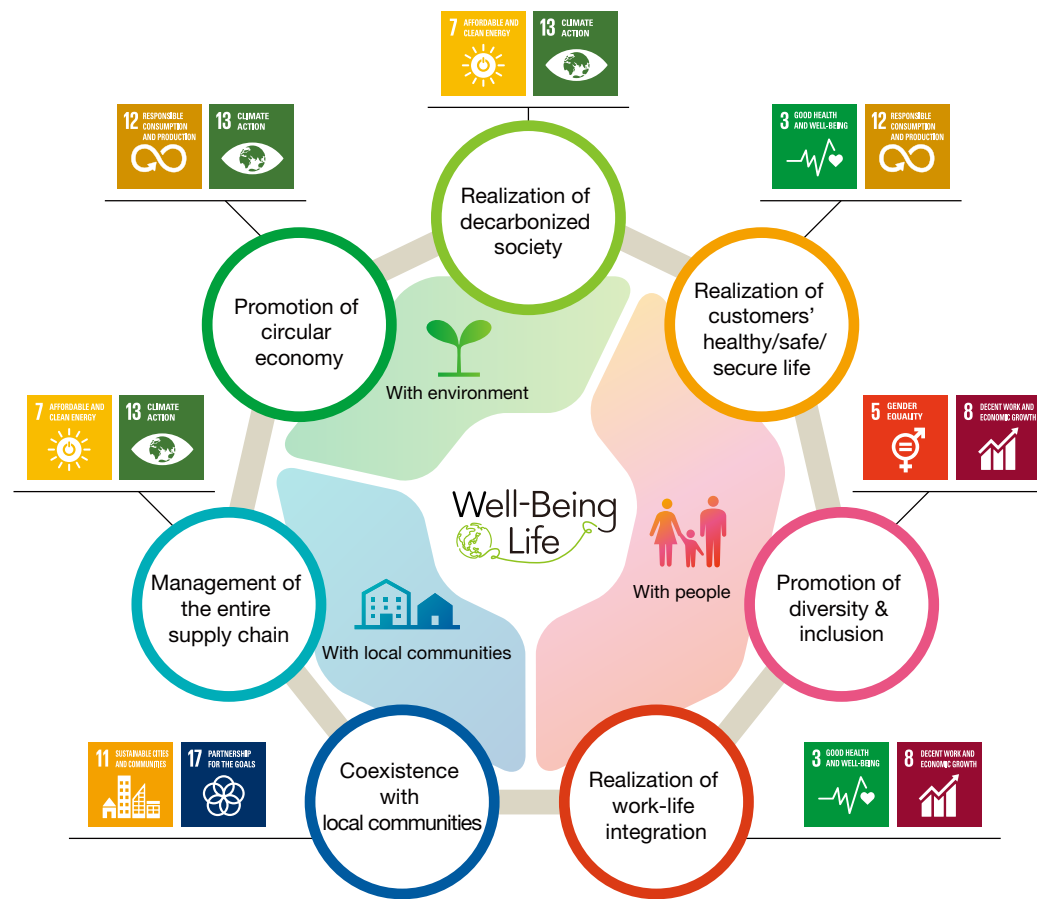 7 AFFORDABLE AND
CLEAN ENERGY
13 CLIMATE
ACTION
12 RESPONSIBLE
CONSUMPTION
AND PRODUCTION
13 CLIMATE
ACTION
3 GOOD HEALTH
AND WELL-BEING
12 RESPONSIBLE
CONSUMPTION
AND PRODUCTION
Realization of
decarbonized
society
Promotion of
circular
economy
Realization of
customers’
healthy/safe/
secure life
With environment
7 AFFORDABLE AND
CLEAN ENERGY
13 CLIMATE
ACTION
5 GENDER
EQUALITY
8 DECENT WORK AND
ECONOMIC GROWTH
Well-Being
Life
Management of
the entire
supply chain
With local communities
With people
Promotion of
diversity &
inclusion
11 SUSTAINABLE CITIES
AND COMMUNITIES
17 PARTNERSHIP
FOR THE GOALS
Coexistence
with
local communities
Realization of
work-life
integration
3 GOOD HEALTH
AND WELL-BEING
8 DECENT WORK AND
ECONOMIC GROWTH